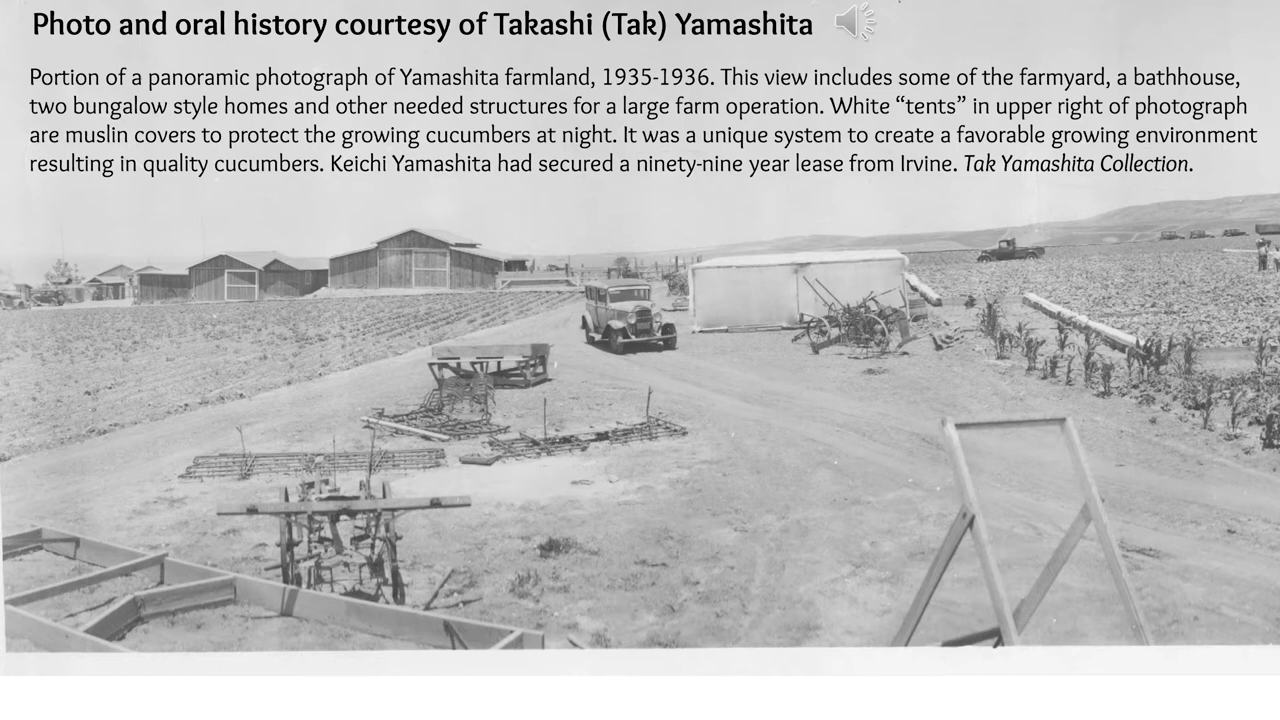 Photo and oral history courtesy of Takashi (Tak) Yamashita
Portion of a panoramic photograph of Yamashita farmland, 1935-1936. This view includes some of the farmyard, a bathhouse,
two bungalow style homes and other needed structures for a large farm operation. White “tents” in upper right of photograph
are muslin covers to protect the growing cucumbers at night. It was a unique system to create a favorable growing environment
resulting in quality cucumbers. Keichi Yamashita had secured a ninety-nine year lease from Irvine. Tak Yamashita Collection.